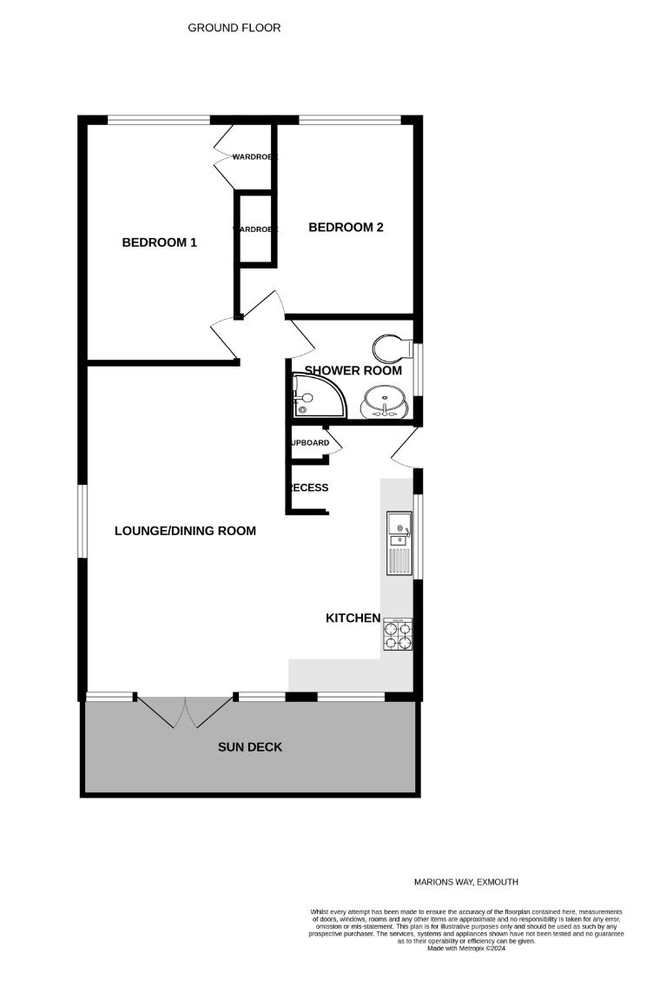 GROUND FLOOR
WARDROBE
WARDROBE
BEDROOM 2
BEDROOM 1
SHOWER ROOM
CUPBOARD
RECESS
LOUNGE/DINING ROOM
KITCHEN
SUN DECK
MARIONS WAY, EXMOUTH
Whilst every attempt has been made to ensure the accuracy of the floorplan contained here, measurements
of doors, windows, rooms and any other items are approximate and no responsibility is taken for any error,
omission or mis-statement. This plan is for illustrative purposes only and should be used as such by any
prospective purchaser. The services, systems and appliances shown have not been tested and no guarantee
as to their operability or efficiency can be given.
Made with Metropix ©2024